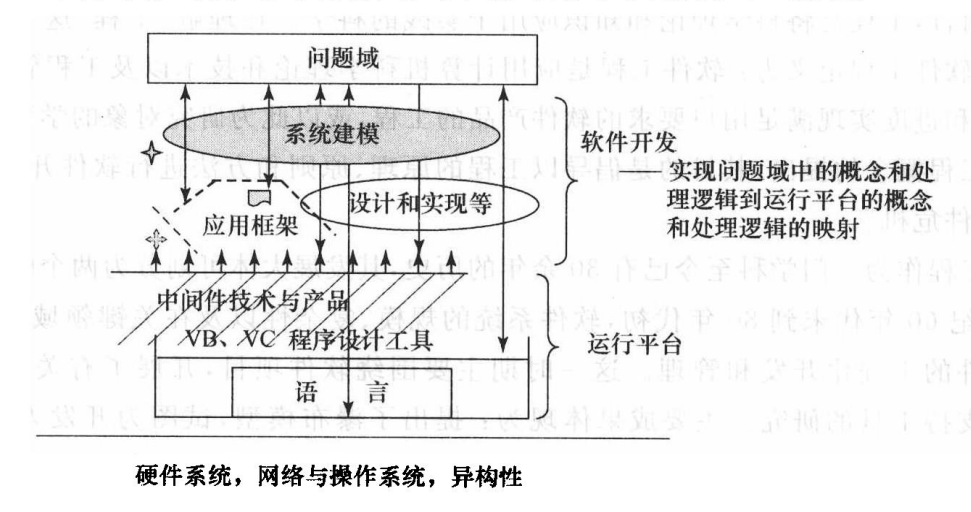 问题域
系统建模
软件开发
设计和实现等
应用框架
实现问题域中的概念和处
理逻辑到运行平台的概念
和处理逻辑的映射
中间件技术与产品
VB、VC 程序设计工具
运行平台
语 言
硬件系统，网络与操作系统，异构性